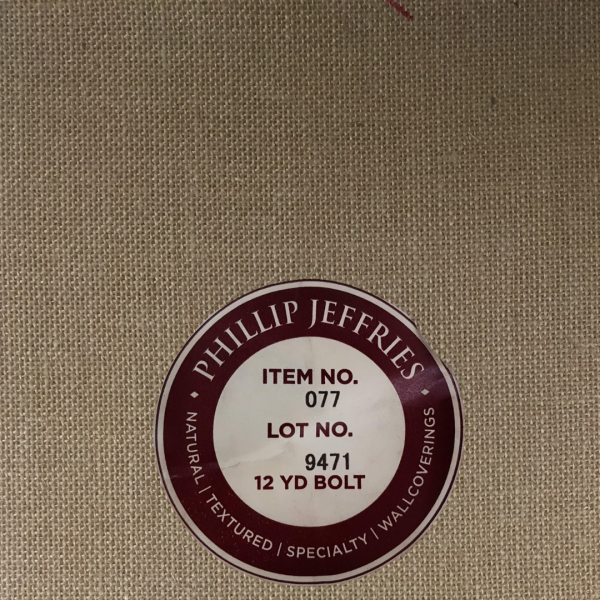 PHILLIP JEFFRIES
ITEM NO.
077
LOT NO.
9471
12 YD BOLT
NATURAL | TEXTURED | SPECIALTY | WALLCOVERINGS